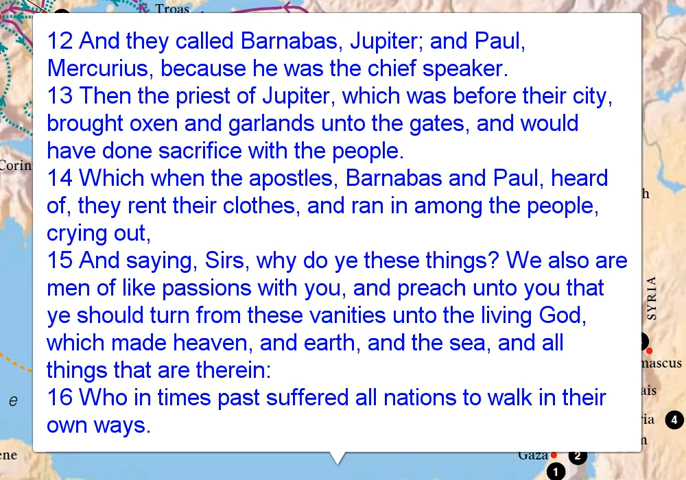 Troas
12 And they called Barnabas, Jupiter; and Paul,
Mercurius, because he was the chief speaker.
13 Then the priest of Jupiter, which was before their city,
brought oxen and garlands unto the gates, and would
have done sacrifice with the people.
14 Which when the apostles, Barnabas and Paul, heard
of, they rent their clothes, and ran in among the people,
crying out,
15 And saying, Sirs, why do ye these things? We also are
men of like passions with you, and preach unto you that
ye should turn from these vanities unto the living God,
which made heaven, and earth, and the sea, and all
things that are therein:
16 Who in times past suffered all nations to walk in their
own ways.
Corin
h
SYRIA
mascus
ais
ria 4
m
e
ene
Gaza 2
1